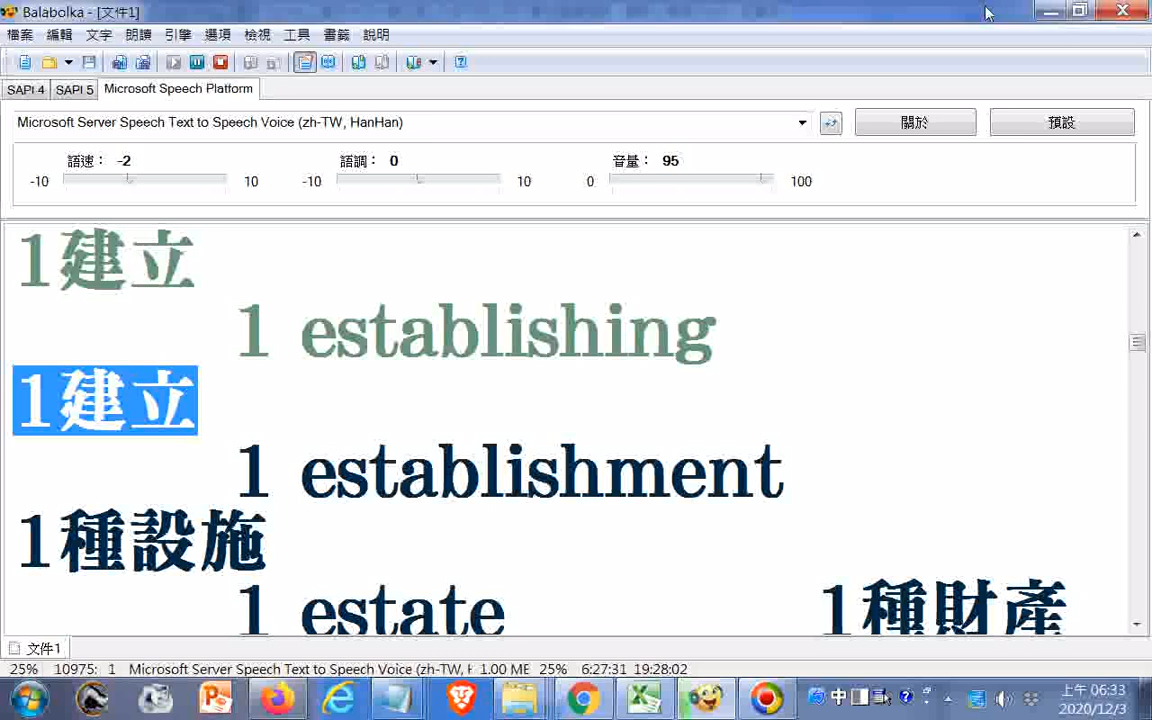 Balabolka - [文件1]
檔案 編輯 文字 朗讀 引擎 選項 檢視 工具 書籤 說明
SAPI 4 SAPI 5 Microsoft Speech Platform
Microsoft Server Speech Text to Speech Voice (zh-TW, HanHan) 關於 預設
語速： -2 語調： 0 音量： 95
-10 10 -10 10 0 100
1建立
1 establishing
1建立
1 establishment
1種設施
1 estate 1種財產
文件1
25% 10975: 1 Microsoft Server Speech Text to Speech Voice (zh-TW, 1.00 ME 25% 6:27:31 19:28:02
中 上午 06:33
2020/12/3